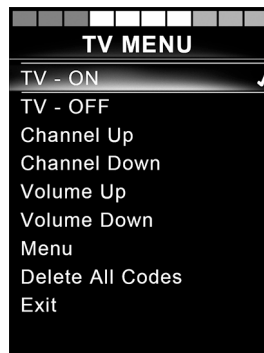 TV MENU
TV - ON
TV - OFF
Channel Up
Channel Down
Volume Up
Volume Down
Menu
Delete All Codes
Exit